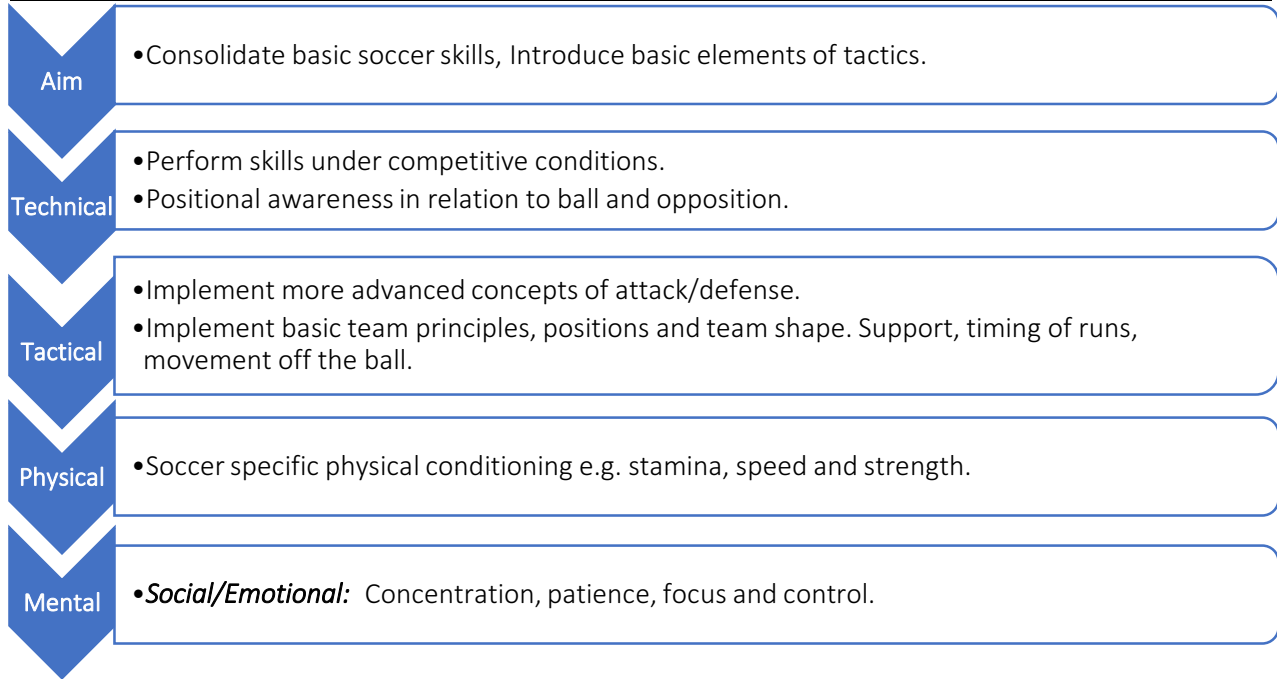 Aim
•Consolidate basic soccer skills, Introduce basic elements of tactics.
Technical
•Perform skills under competitive conditions.
•Positional awareness in relation to ball and opposition.
Tactical
•Implement more advanced concepts of attack/defense.
•Implement basic team principles, positions and team shape. Support, timing of runs,
movement off the ball.
Physical
•Soccer specific physical conditioning e.g. stamina, speed and strength.
Mental
•Social/Emotional: Concentration, patience, focus and control.